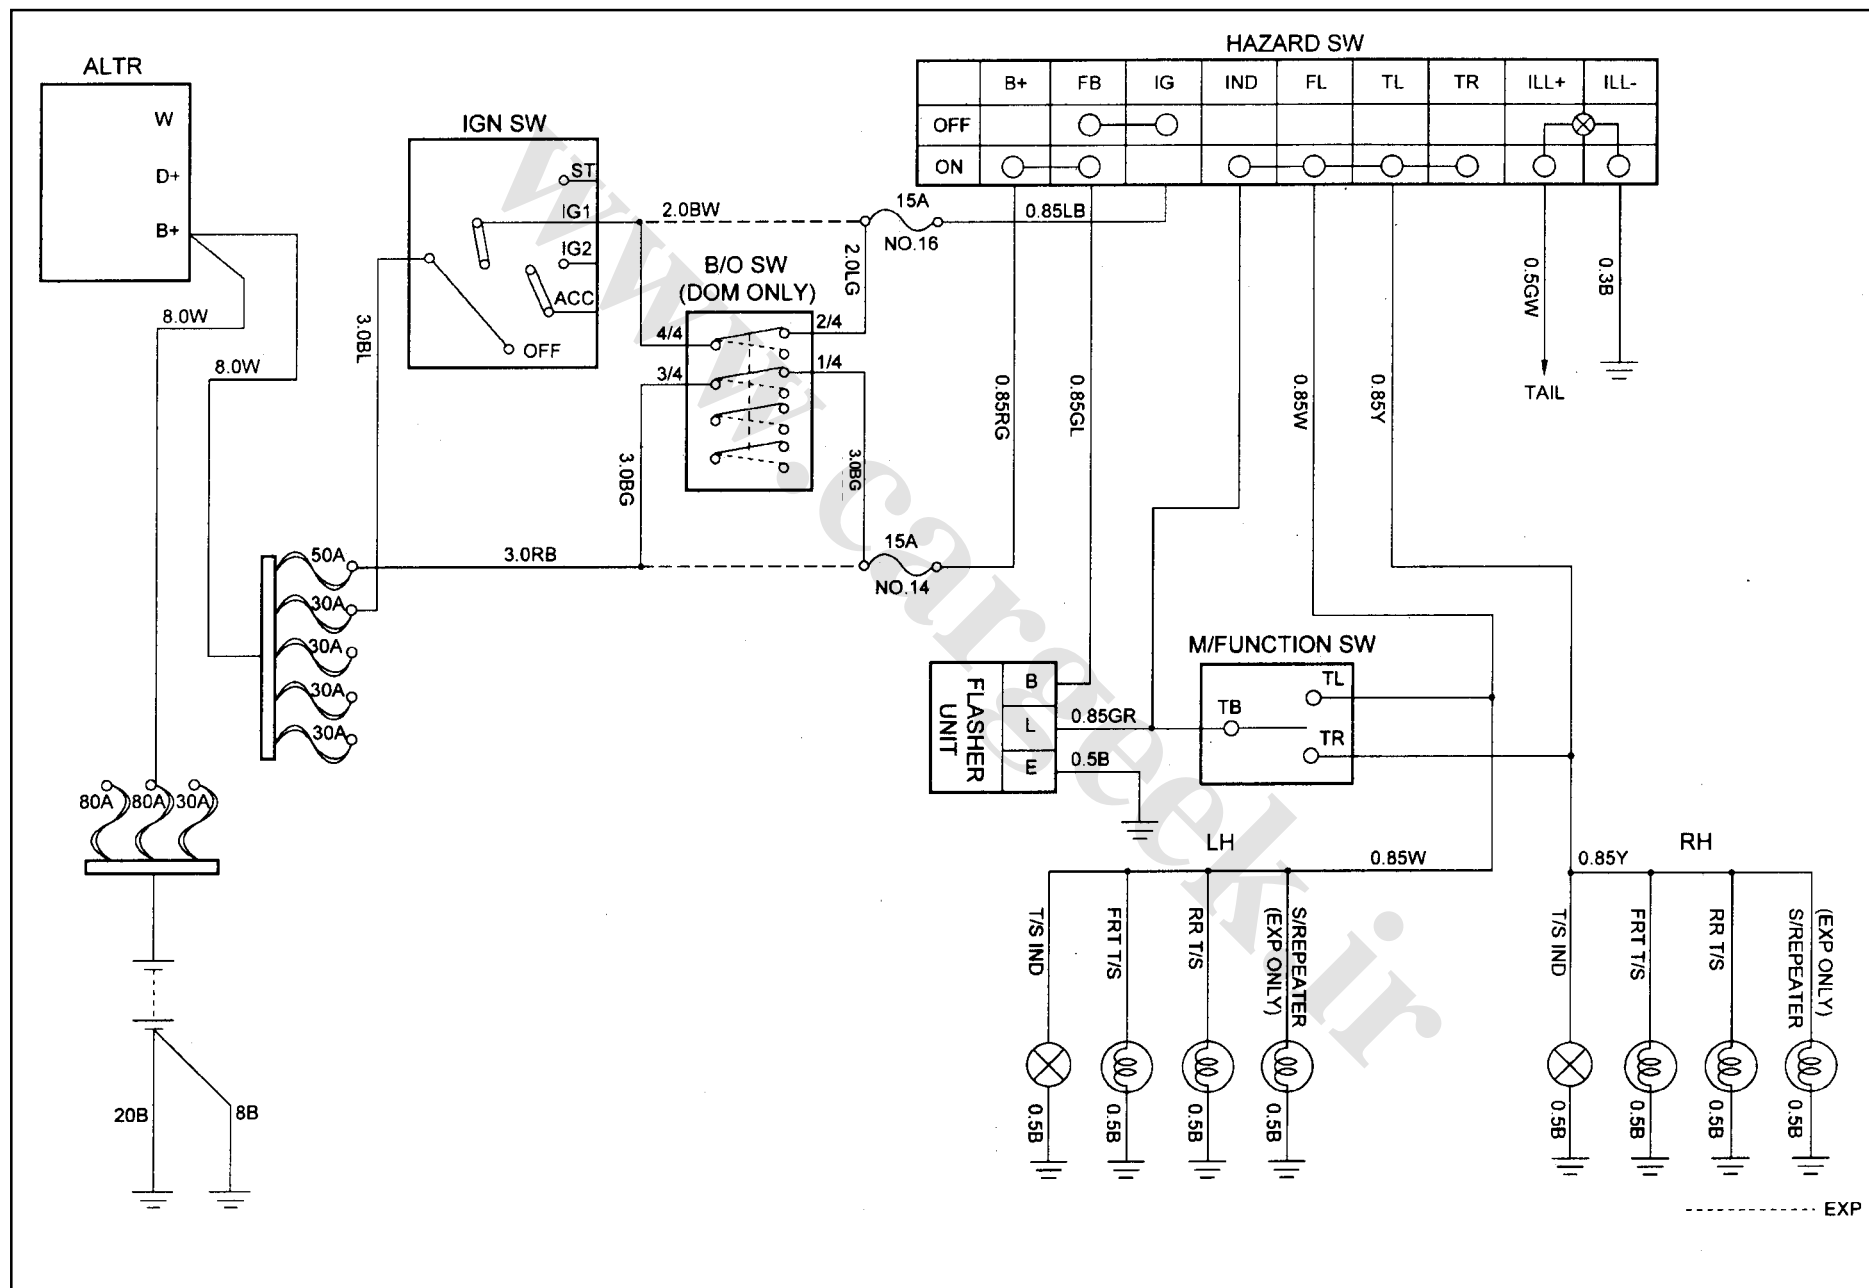 HAZARD SW
B+ FB IG IND FL TL TR ILL+ ILL-
OFF
ON
ALTR
W
D+
B+
IGN SW
ST
IG1
IG2
ACC
OFF
2.0BW
15A
NO.16
0.85LB
B/O SW
(DOM ONLY)
4/4
2/4
3/4
1/4
2.0LG
8.0W
8.0W
3.0BL
3.0BG
3.0BG
0.85RG
0.85GL
0.85W
0.85Y
0.5GW
0.3B
TAIL
50A
30A
30A
30A
30A
3.0RB
15A
NO.14
M/FUNCTION SW
TL
TB
TR
FLASHER
UNIT
B
L
E
0.85GR
0.5B
80A
80A
30A
20B
8B
LH
0.85W
T/S IND
FRT T/S
RR T/S
S/REPEATER
(EXP ONLY)
0.5B
0.5B
0.5B
0.5B
RH
0.85Y
T/S IND
FRT T/S
RR T/S
(EXP ONLY)
S/REPEATER
0.5B
0.5B
0.5B
0.5B
EXP
www.cargeek.ir